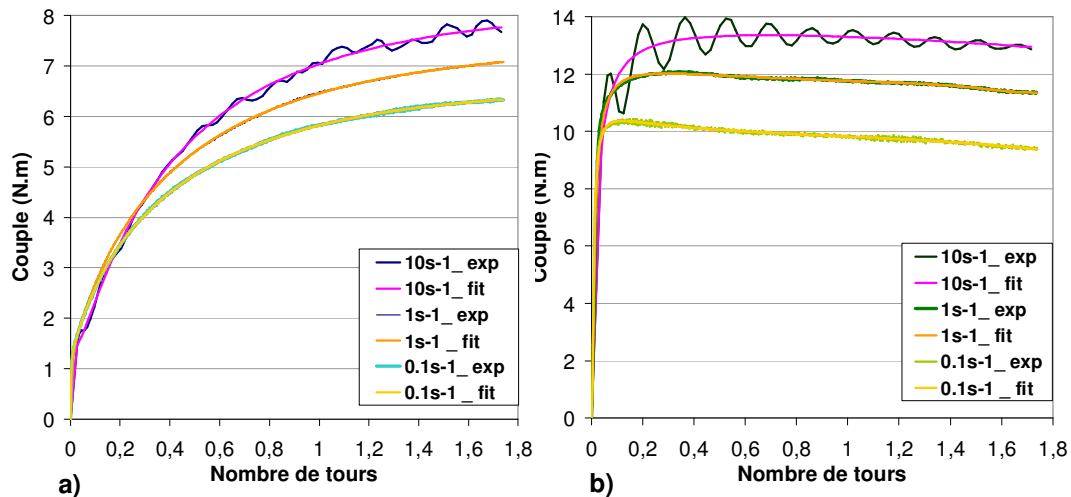 8
7
6
5
4
3
2
1
0
Couple (N.m)
0 0,2 0,4 0,6 0,8 1 1,2 1,4 1,6 1,8
Nombre de tours
a)
10s-1_ exp
10s-1_ fit
1s-1_ exp
1s-1_ fit
0.1s-1_ exp
0.1s-1 _ fit
14
12
10
8
6
4
2
0
Couple (N.m)
0 0,2 0,4 0,6 0,8 1 1,2 1,4 1,6 1,8
Nombre de tours
b)
10s-1_ exp
10s-1_ fit
1s-1_ exp
1s-1_ fit
0.1s-1_ exp
0.1s-1 _ fit